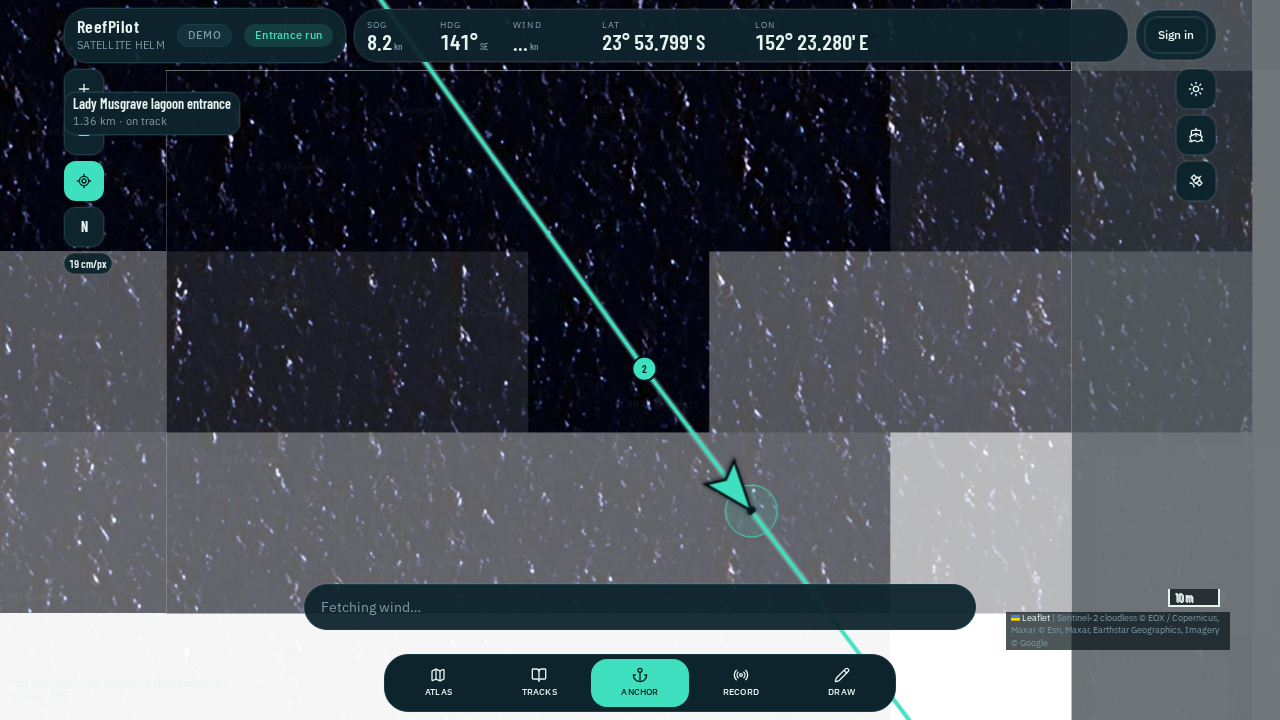 ReefPilot
SATELLITE HELM
DEMO
Entrance run
SOG
8.2 kn
HDG
141° SE
WIND
... kn
LAT
23° 53.799' S
LON
152° 23.280' E
Sign in
+
Lady Musgrave lagoon entrance
1.36 km · on track
N
19 cm/px
2
Fetching wind...
10 m
Leaflet | Sentinel-2 cloudless © EOX / Copernicus,
Maxar © Esri, Maxar, Earthstar Geographics, Imagery
© Google
ATLAS
TRACKS
ANCHOR
RECORD
DRAW